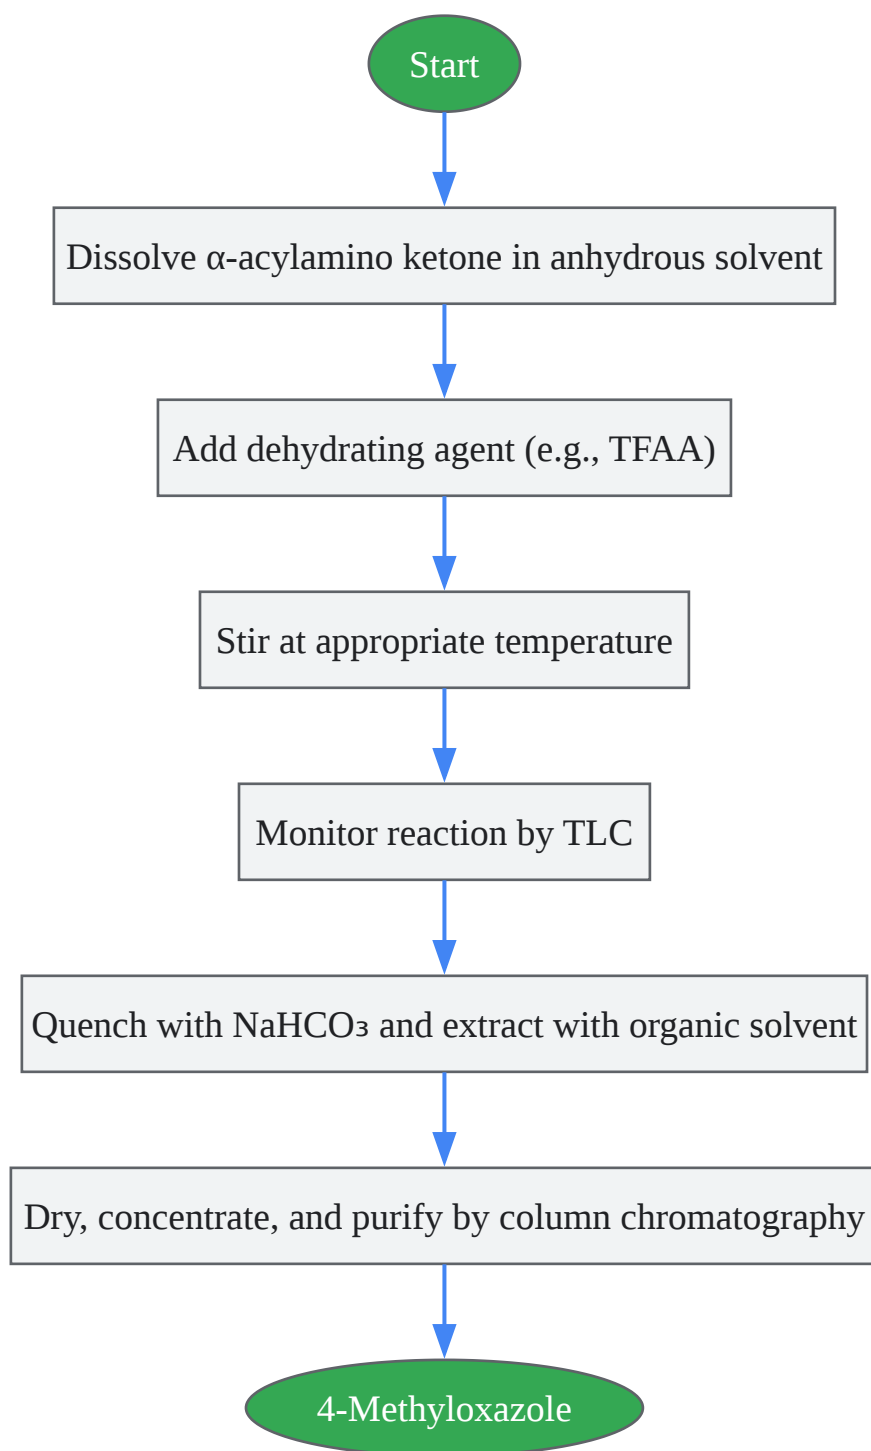 Start
Dissolve α-acylamino ketone in anhydrous solvent
Add dehydrating agent (e.g., TFAA)
Stir at appropriate temperature
Monitor reaction by TLC
Quench with NaHCO₃ and extract with organic solvent
Dry, concentrate, and purify by column chromatography
4-Methyloxazole